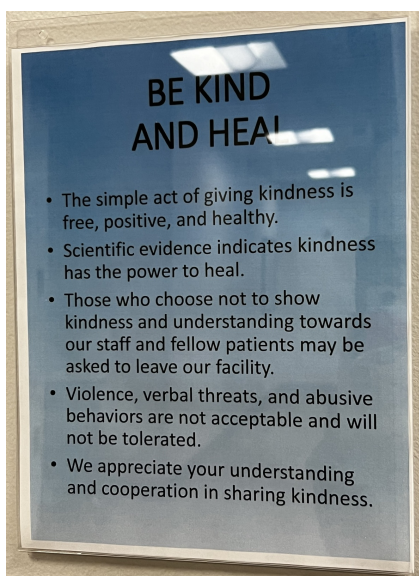 BE KIND
AND HEAL
• The simple act of giving kindness is
free, positive, and healthy.
• Scientific evidence indicates kindness
has the power to heal.
• Those who choose not to show
kindness and understanding towards
our staff and fellow patients may be
asked to leave our facility.
• Violence, verbal threats, and abusive
behaviors are not acceptable and will
not be tolerated.
• We appreciate your understanding
and cooperation in sharing kindness.